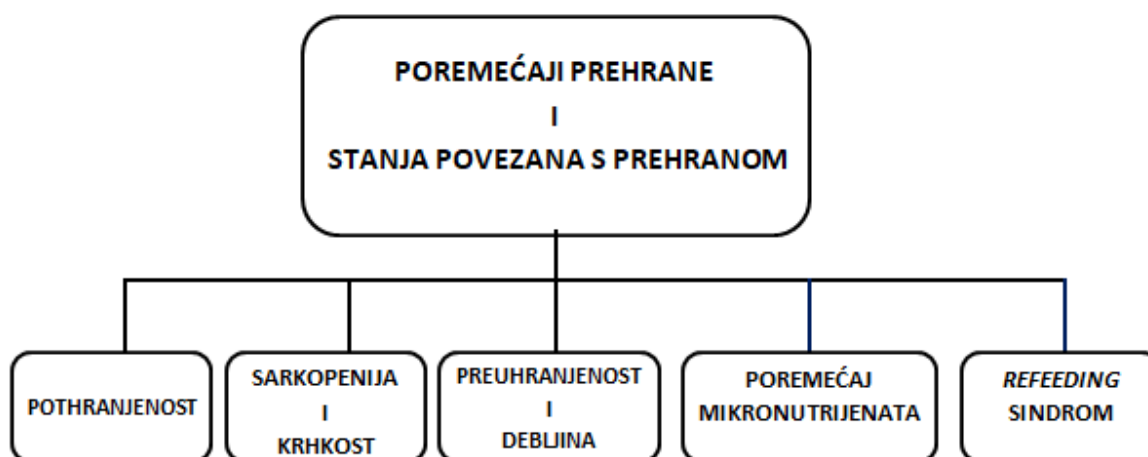 POREMEĆAJI PREHRANE
I
STANJA POVEZANA S PREHRANOM
POTHRANJENOST
SARKOPENIJA
I
KRHKOST
PREUHRANJENOST
I
DEBLJINA
POREMEĆAJ
MIKRONUTRIJENATA
REFEEDING
SINDROM